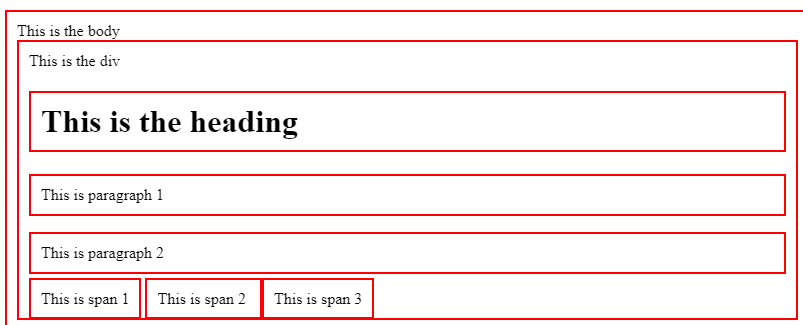 This is the body
This is the div
This is the heading
This is paragraph 1
This is paragraph 2
This is span 1 This is span 2 This is span 3